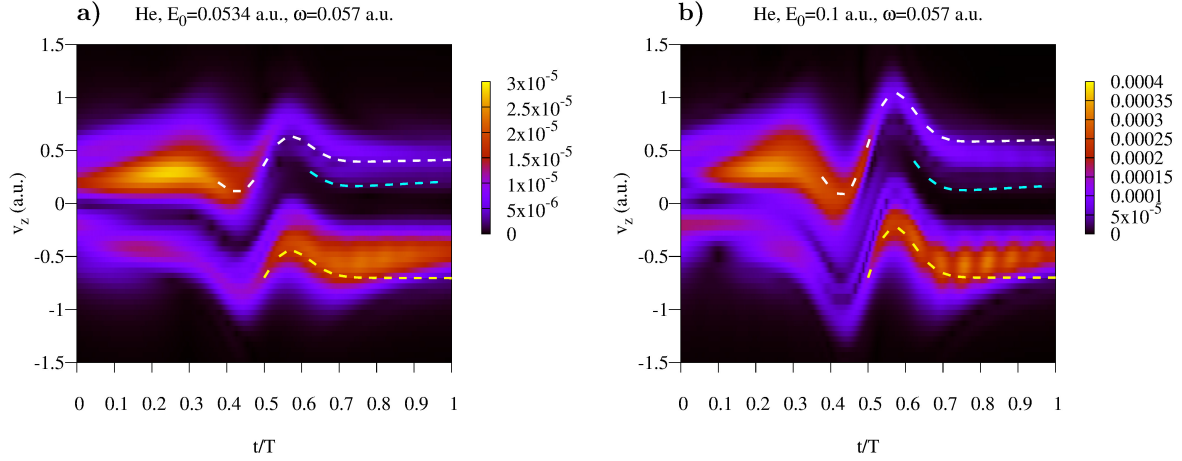 a)
He, E0=0.0534 a.u., ω=0.057 a.u.
1.5
1
0.5
0
-0.5
-1
-1.5
vz (a.u.)
0 0.1 0.2 0.3 0.4 0.5 0.6 0.7 0.8 0.9 1
t/T
3x10-5
2.5x10-5
2x10-5
1.5x10-5
1x10-5
5x10-6
0
b)
He, E0=0.1 a.u., ω=0.057 a.u.
1.5
1
0.5
0
-0.5
-1
-1.5
vz (a.u.)
0 0.1 0.2 0.3 0.4 0.5 0.6 0.7 0.8 0.9 1
t/T
0.0004
0.00035
0.0003
0.00025
0.0002
0.00015
0.0001
5x10-5
0